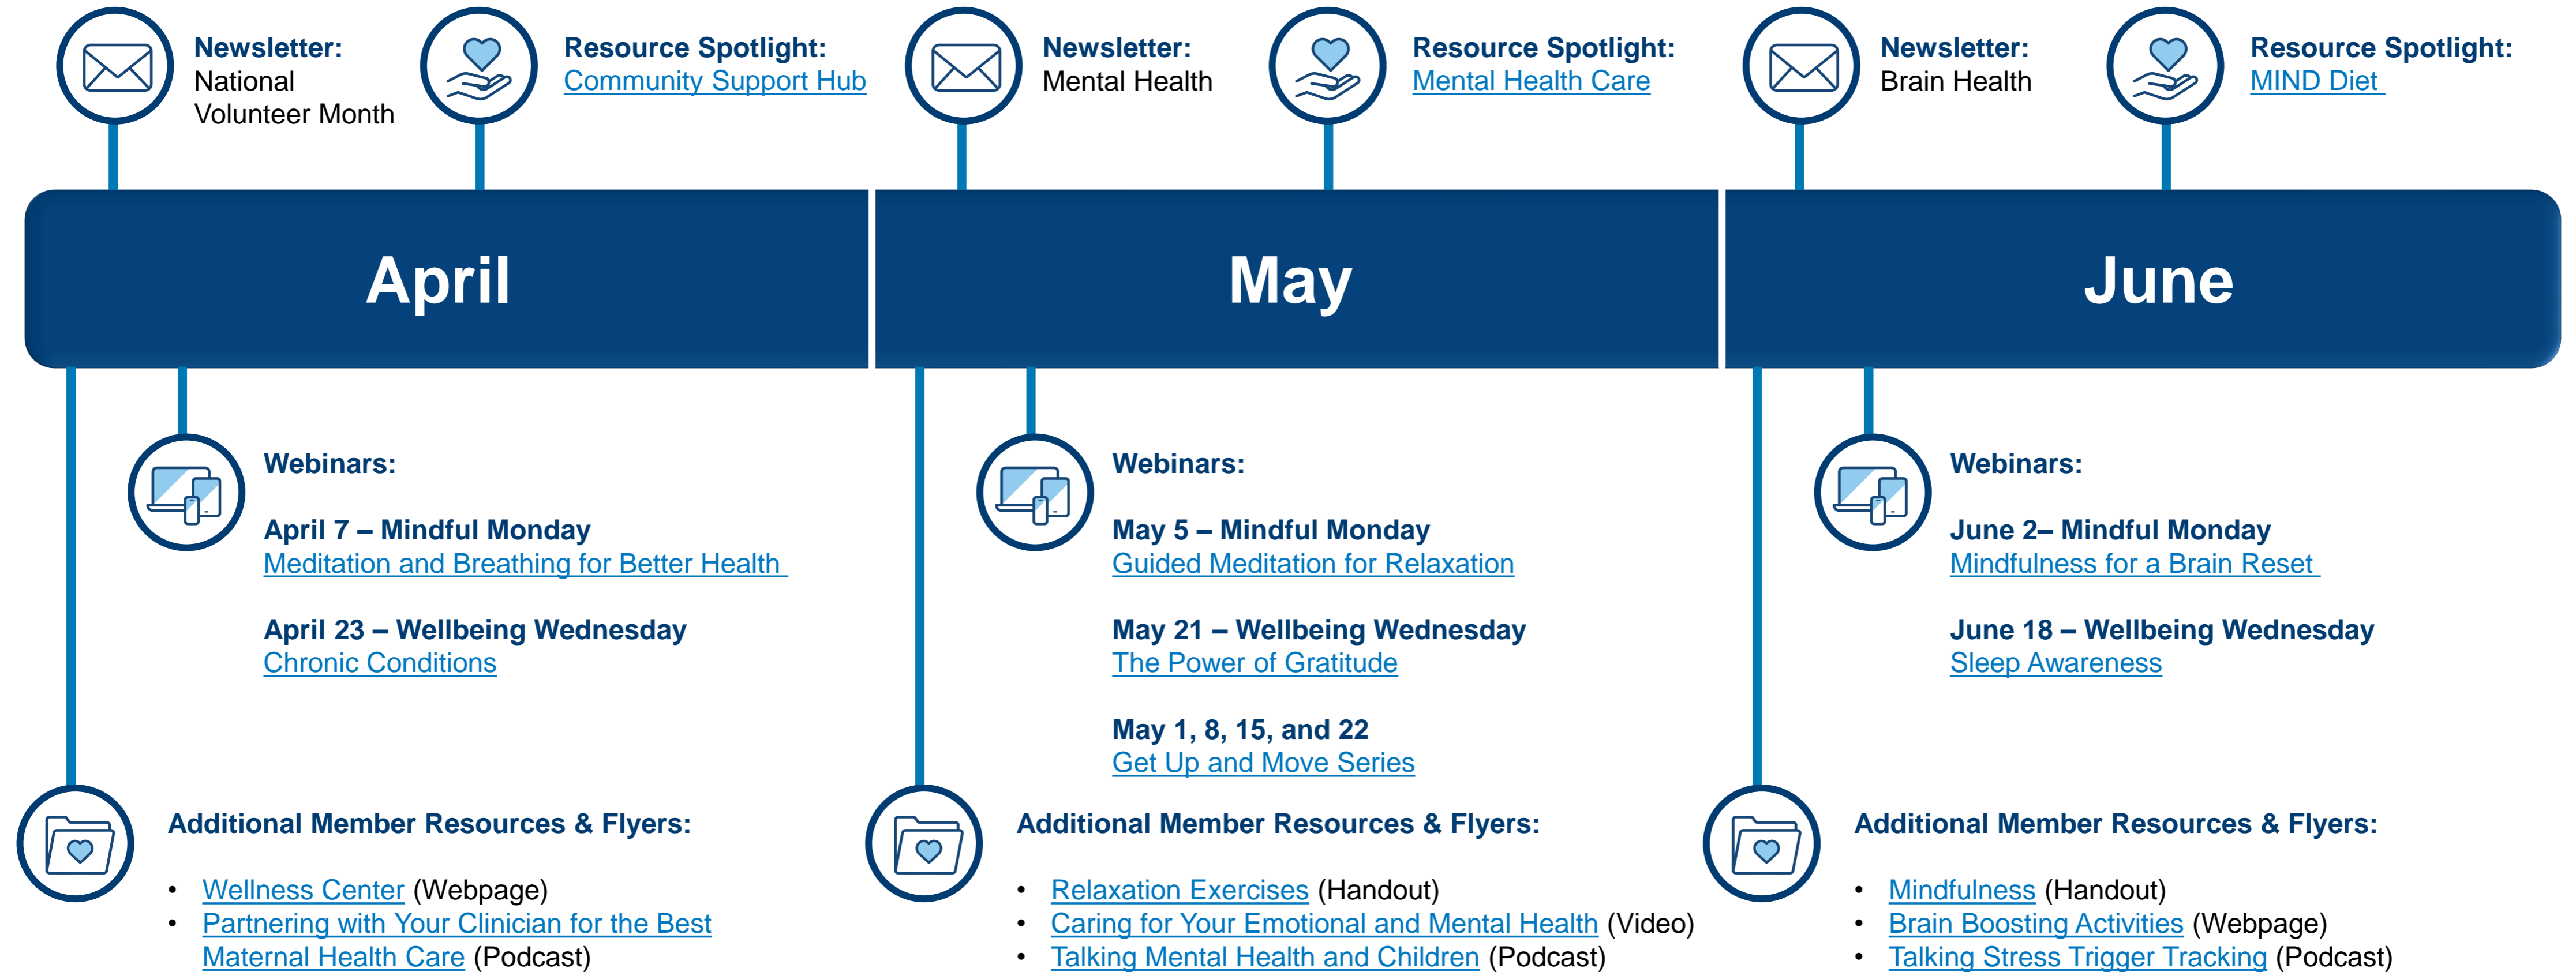 Newsletter:
National
Volunteer Month
Resource Spotlight:
Community Support Hub
Newsletter:
Mental Health
Resource Spotlight:
Mental Health Care
Newsletter:
Brain Health
Resource Spotlight:
MIND Diet
April
May
June
Webinars:
April 7 – Mindful Monday
Meditation and Breathing for Better Health
April 23 – Wellbeing Wednesday
Chronic Conditions
Additional Member Resources & Flyers:
• Wellness Center (Webpage)
• Partnering with Your Clinician for the Best
Maternal Health Care (Podcast)
Webinars:
May 5 – Mindful Monday
Guided Meditation for Relaxation
May 21 – Wellbeing Wednesday
The Power of Gratitude
May 1, 8, 15, and 22
Get Up and Move Series
Additional Member Resources & Flyers:
• Relaxation Exercises (Handout)
• Caring for Your Emotional and Mental Health (Video)
• Talking Mental Health and Children (Podcast)
Webinars:
June 2– Mindful Monday
Mindfulness for a Brain Reset
June 18 – Wellbeing Wednesday
Sleep Awareness
Additional Member Resources & Flyers:
• Mindfulness (Handout)
• Brain Boosting Activities (Webpage)
• Talking Stress Trigger Tracking (Podcast)